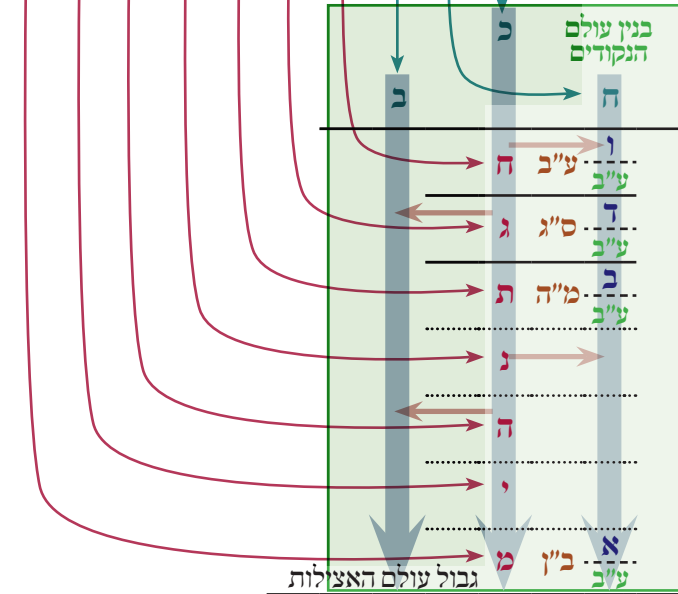 בנין עולם
הנקודים
כ
ח
ב
ו
ח
ע"ב
ע"ב
ד
ג
ס"ג
ע"ב
ב
ת
מ"ה
ע"ב
נ
ה
י
א
מ
ב"ן
ע"ב
גבול עולם האצילות